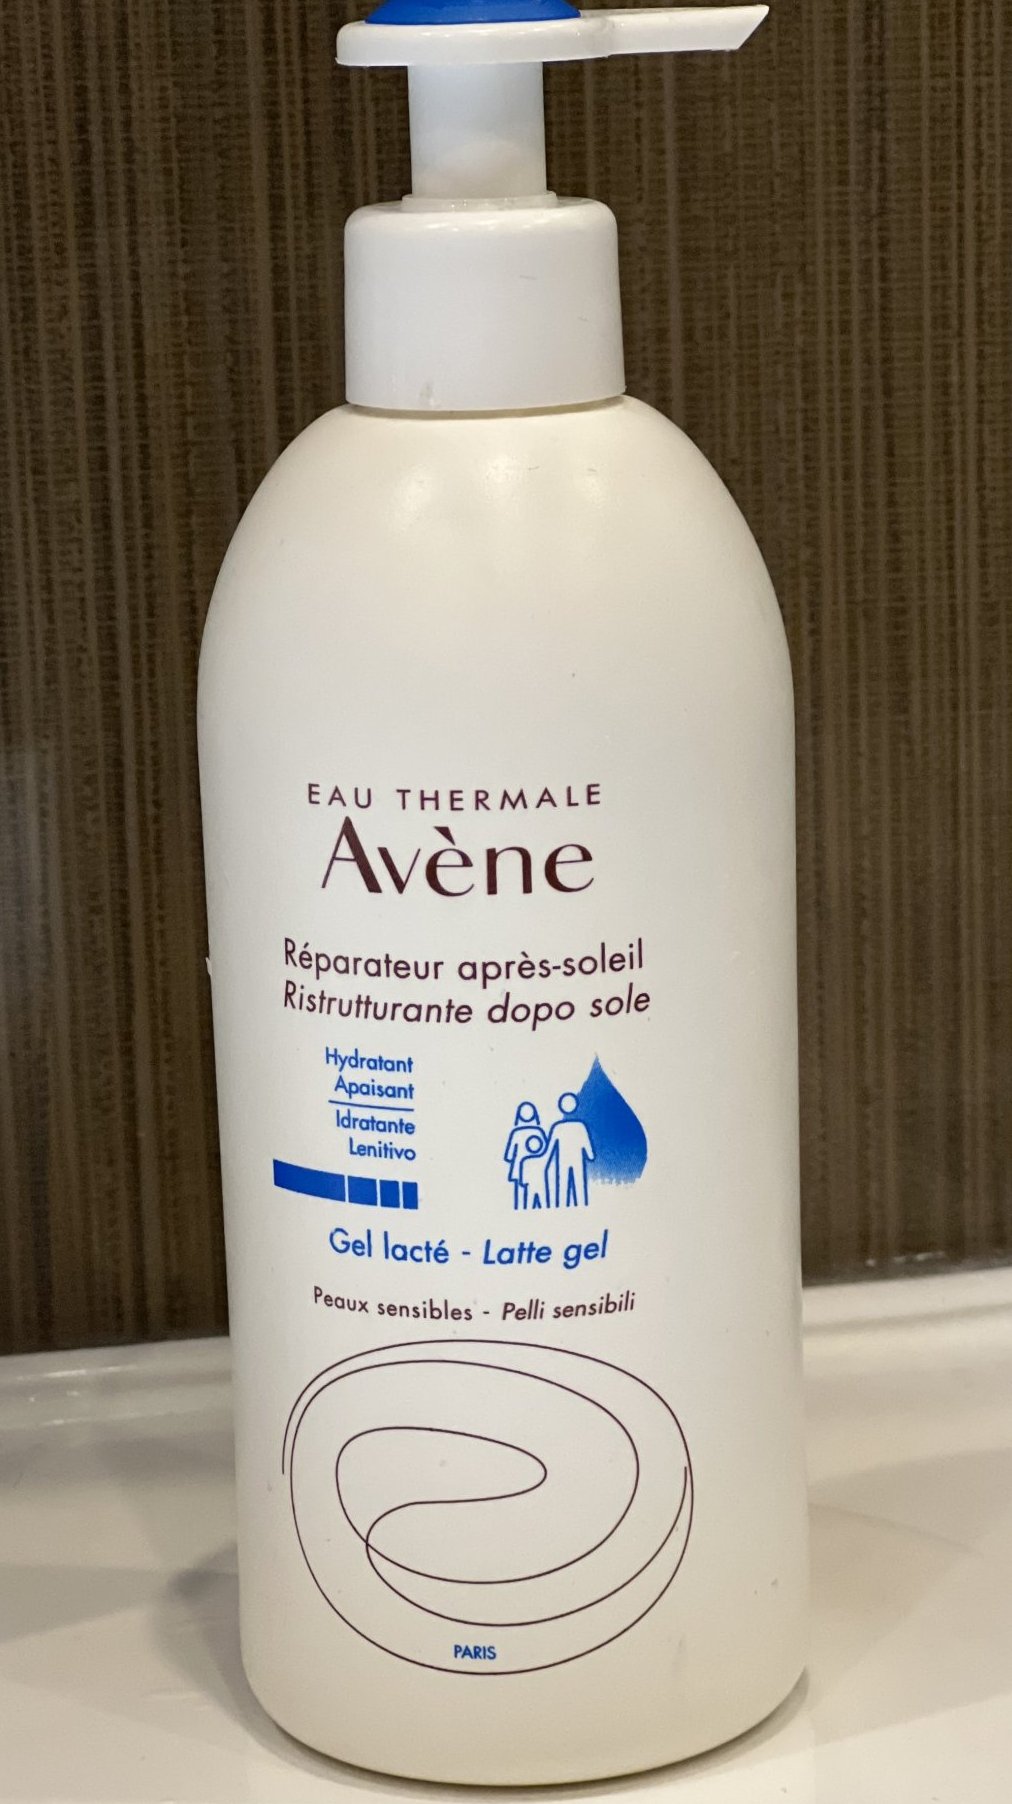 EAU THERMALE
Avène
Réparateur après-soleil
Ristrutturante dopo sole
Hydratant
Apaisant
Idratante
Lenitivo
Gel lacté - Latte gel
Peaux sensibles - Pelli sensibili
PARIS